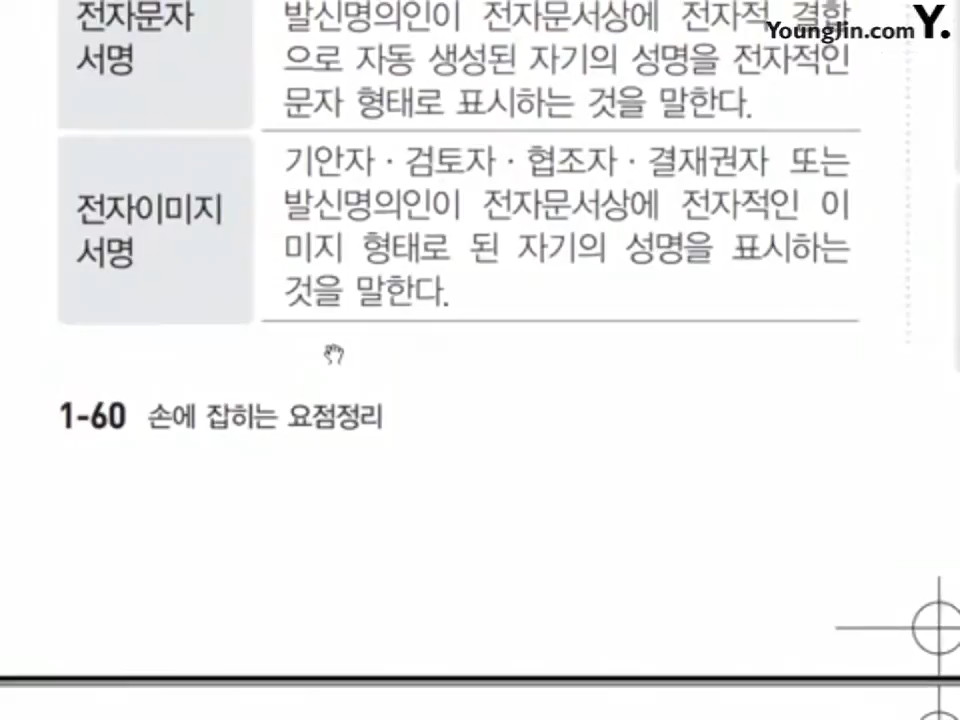 전자문자
서명
발신명의인이 전자문서상에 전자적 결합
으로 자동 생성된 자기의 성명을 전자적인
문자 형태로 표시하는 것을 말한다.
전자이미지
서명
기안자 · 검토자 · 협조자 · 결재권자 또는
발신명의인이 전자문서상에 전자적인 이
미지 형태로 된 자기의 성명을 표시하는
것을 말한다.
1-60 손에 잡히는 요점정리
YoungJin.com Y.